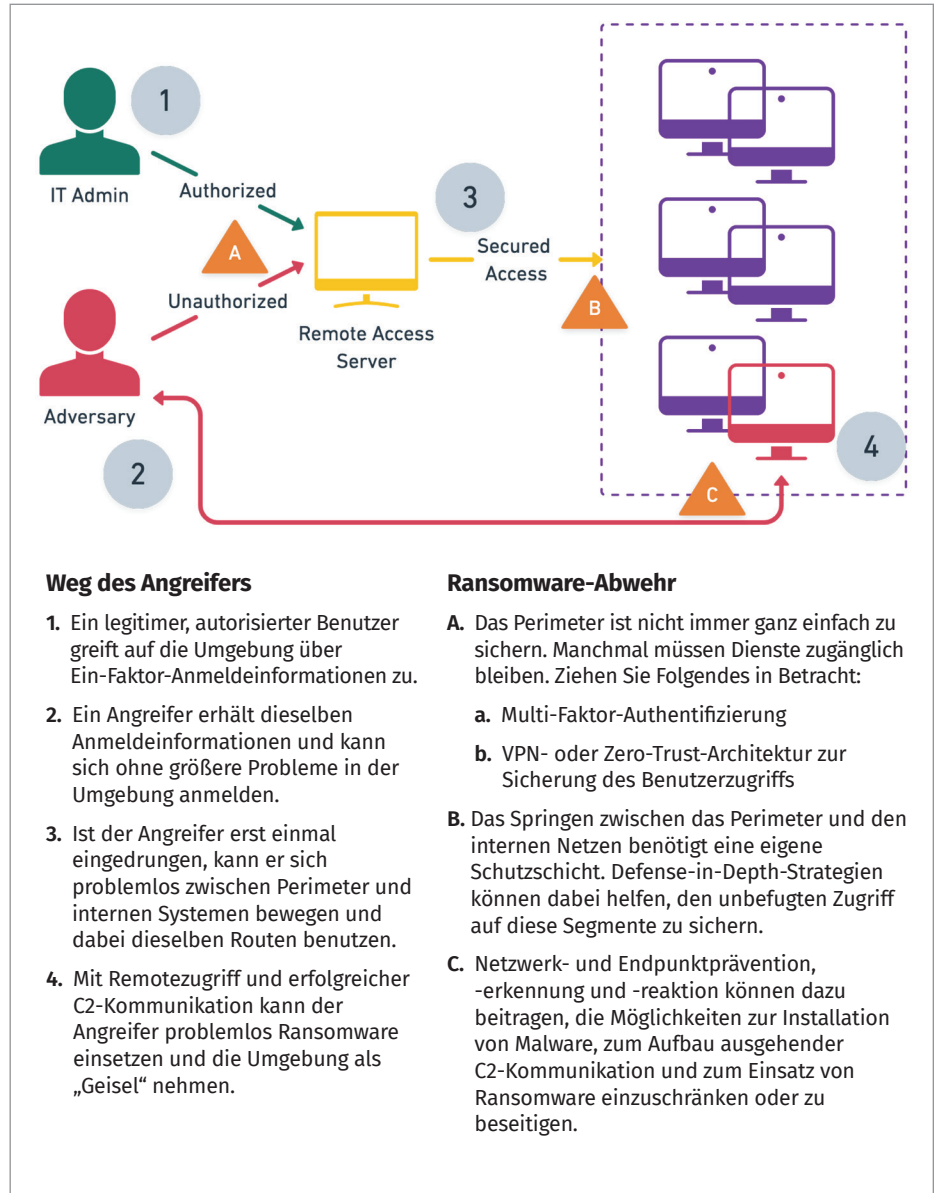 1
IT Admin
Authorized
3
A
Secured
Access
Unauthorized
B
Remote Access
Server
Adversary
2
4
C
Weg des Angreifers
1. Ein legitimer, autorisierter Benutzer
greift auf die Umgebung über
Ein-Faktor-Anmeldeinformationen zu.
2. Ein Angreifer erhält dieselben
Anmeldeinformationen und kann
sich ohne größere Probleme in der
Umgebung anmelden.
3. Ist der Angreifer erst einmal
eingedrungen, kann er sich
problemlos zwischen Perimeter und
internen Systemen bewegen und
dabei dieselben Routen benutzen.
4. Mit Remotezugriff und erfolgreicher
C2-Kommunikation kann der
Angreifer problemlos Ransomware
einsetzen und die Umgebung als
„Geisel“ nehmen.
Ransomware-Abwehr
A. Das Perimeter ist nicht immer ganz einfach zu
sichern. Manchmal müssen Dienste zugänglich
bleiben. Ziehen Sie Folgendes in Betracht:
a. Multi-Faktor-Authentifizierung
b. VPN- oder Zero-Trust-Architektur zur
Sicherung des Benutzerzugriffs
B. Das Springen zwischen das Perimeter und den
internen Netzen benötigt eine eigene
Schutzschicht. Defense-in-Depth-Strategien
können dabei helfen, den unbefugten Zugriff
auf diese Segmente zu sichern.
C. Netzwerk- und Endpunktprävention,
-erkennung und -reaktion können dazu
beitragen, die Möglichkeiten zur Installation
von Malware, zum Aufbau ausgehender
C2-Kommunikation und zum Einsatz von
Ransomware einzuschränken oder zu
beseitigen.